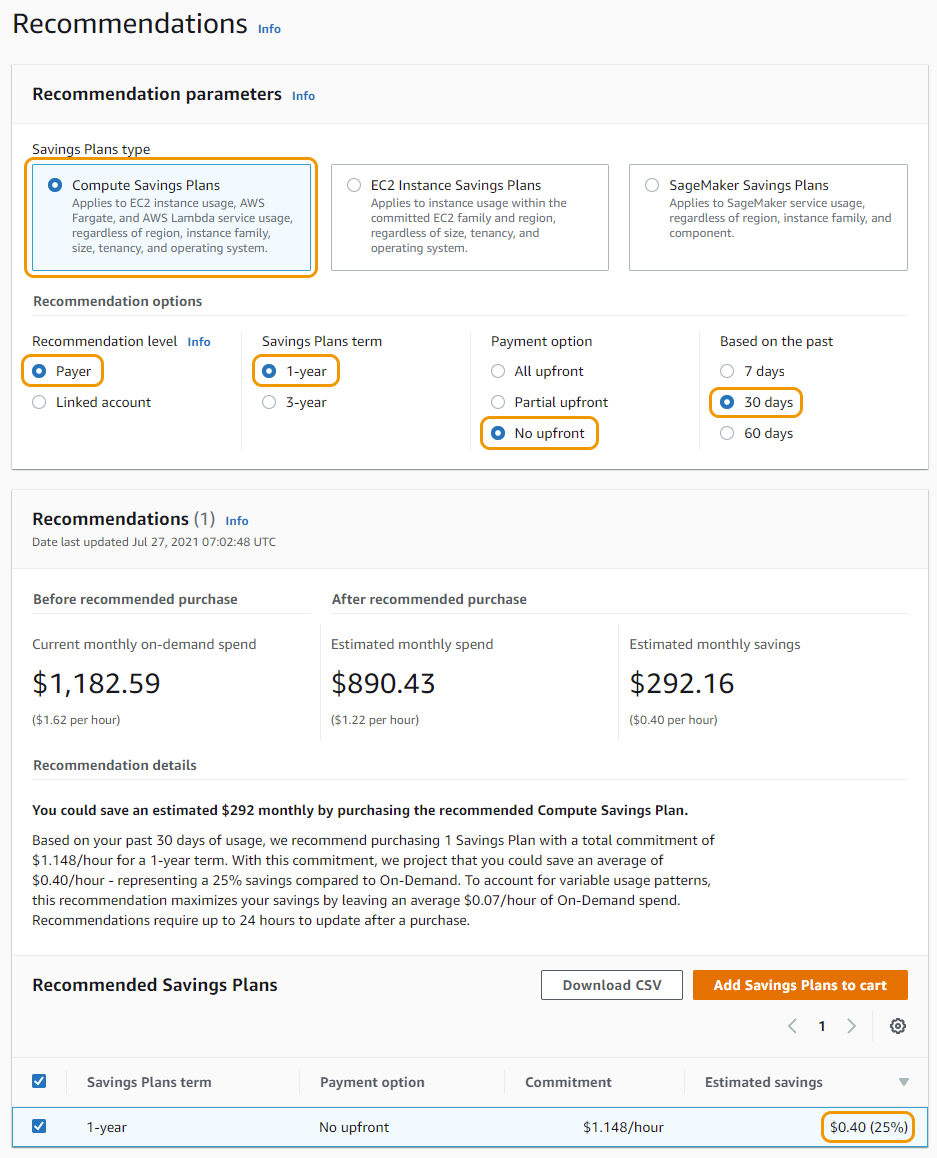 Recommendations Info
Recommendation parameters Info
Savings Plans type
Compute Savings Plans
Applies to EC2 instance usage, AWS
Fargate, and AWS Lambda service usage,
regardless of region, instance family,
size, tenancy, and operating system.
EC2 Instance Savings Plans
Applies to instance usage within the
committed EC2 family and region,
regardless of size, tenancy, and
operating system.
SageMaker Savings Plans
Applies to SageMaker service usage,
regardless of region, instance family, and
component.
Recommendation options
Recommendation level Info
Payer
Linked account
Savings Plans term
1-year
3-year
Payment option
All upfront
Partial upfront
No upfront
Based on the past
7 days
30 days
60 days
Recommendations (1) Info
Date last updated Jul 27, 2021 07:02:48 UTC
Before recommended purchase
After recommended purchase
Current monthly on-demand spend
$1,182.59
($1.62 per hour)
Estimated monthly spend
$890.43
($1.22 per hour)
Estimated monthly savings
$292.16
($0.40 per hour)
Recommendation details
You could save an estimated $292 monthly by purchasing the recommended Compute Savings Plan.
Based on your past 30 days of usage, we recommend purchasing 1 Savings Plan with a total commitment of
$1.148/hour for a 1-year term. With this commitment, we project that you could save an average of
$0.40/hour - representing a 25% savings compared to On-Demand. To account for variable usage patterns,
this recommendation maximizes your savings by leaving an average $0.07/hour of On-Demand spend.
Recommendations require up to 24 hours to update after a purchase.
Recommended Savings Plans
Download CSV
Add Savings Plans to cart
1
Savings Plans term Payment option Commitment Estimated savings
1-year No upfront $1.148/hour $0.40 (25%)